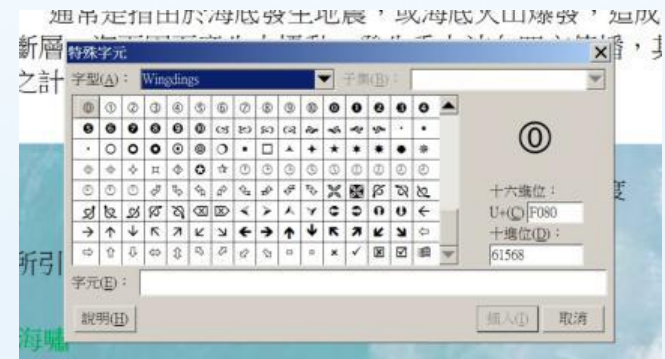 通常是指由於海底發生地震，或海底火山爆發，造成
斷層
特殊字元
之計
字型(A)： Wingdings 子集(B)：
十六進位：
U+(C) F080
十進位(D)：
61568
所引
字元(E)：
說明(H) 插入(I) 取消
海嘯